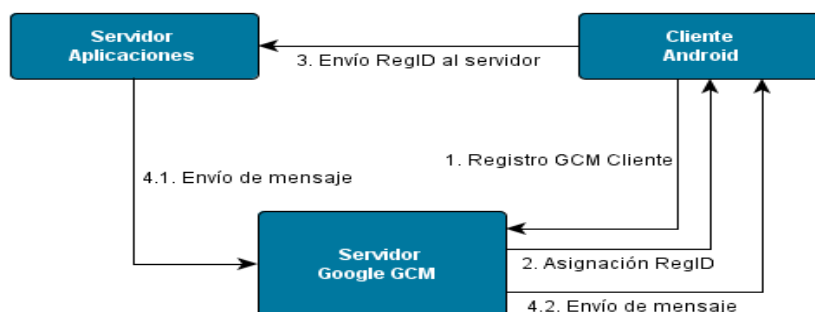 Servidor
Aplicaciones
Cliente
Android
3. Envío RegID al servidor
1. Registro GCM Cliente
4.1. Envío de mensaje
Servidor
Google GCM
2. Asignación RegID
4.2. Envío de mensaje